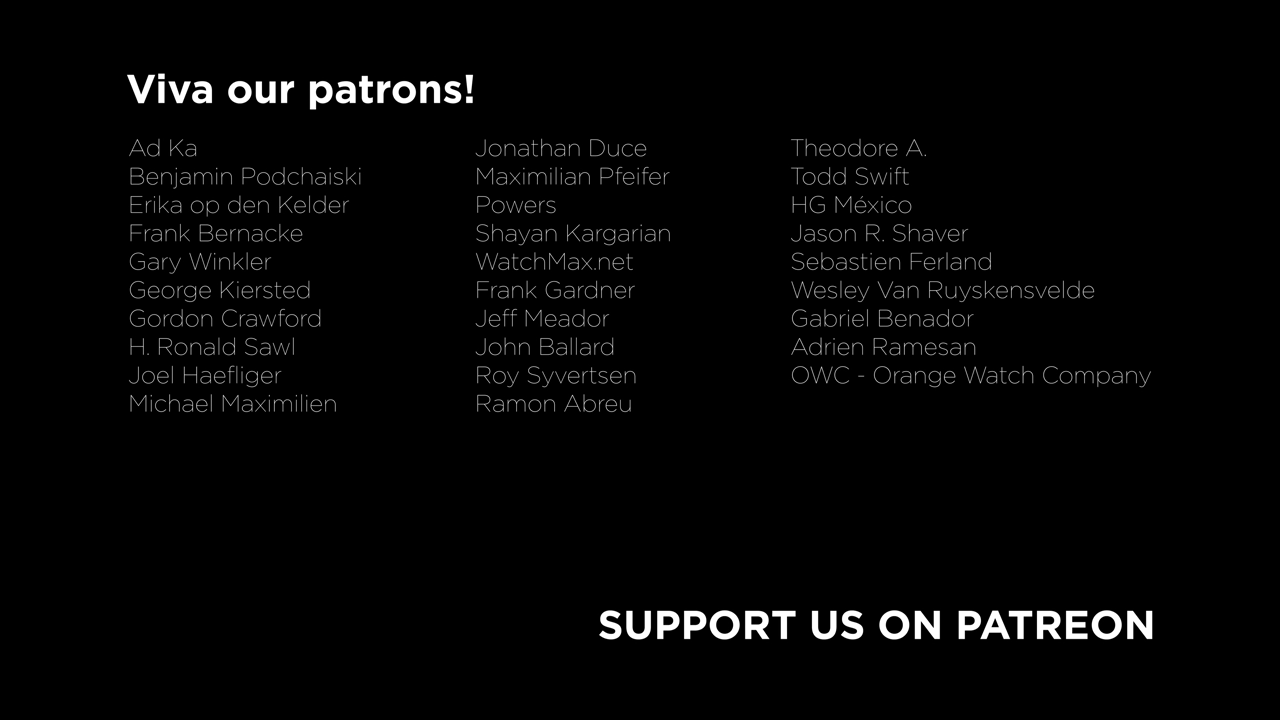 Viva our patrons!
Ad Ka
Benjamin Podchaiski
Erika op den Kelder
Frank Bernacke
Gary Winkler
George Kiersted
Gordon Crawford
H. Ronald Sawl
Joel Haefliger
Michael Maximilien
Jonathan Duce
Maximilian Pfeifer
Powers
Shayan Kargarian
WatchMax.net
Frank Gardner
Jeff Meador
John Ballard
Roy Syvertsen
Ramon Abreu
Theodore A.
Todd Swift
HG México
Jason R. Shaver
Sebastien Ferland
Wesley Van Ruyskensvelde
Gabriel Benador
Adrien Ramesan
OWC - Orange Watch Company
SUPPORT US ON PATREON